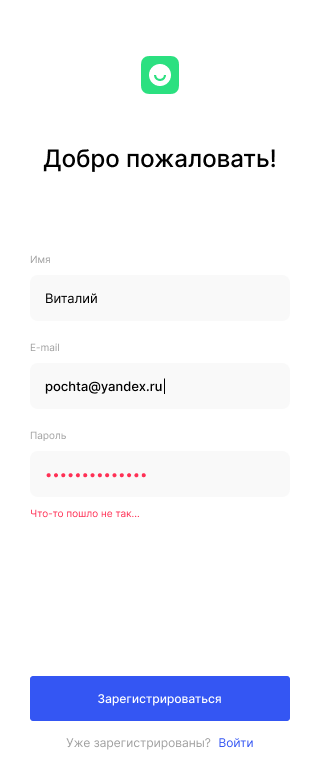 Добро пожаловать!
Имя
Виталий
E-mail
pochta@yandex.ru
Пароль
••••••••••••••
Что-то пошло не так...
Зарегистрироваться
Уже зарегистрированы? Войти